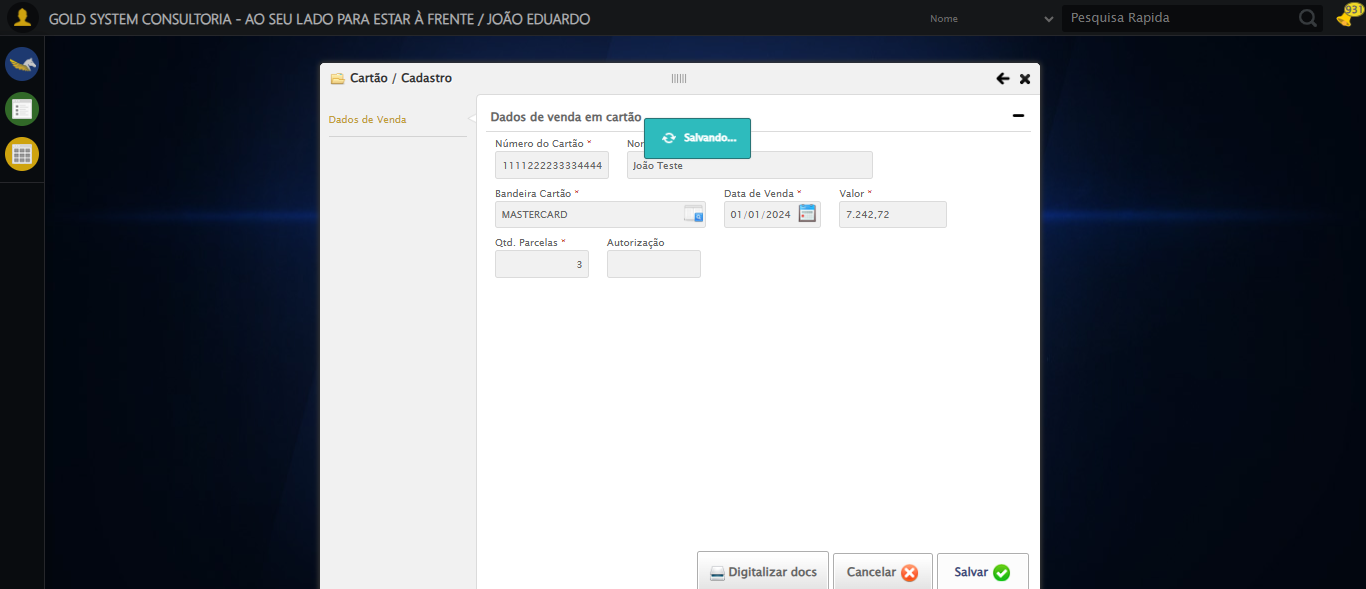 GOLD SYSTEM CONSULTORIA - AO SEU LADO PARA ESTAR À FRENTE / JOÃO EDUARDO
Nome
Pesquisa Rapida
931
Cartão / Cadastro
Dados de Venda
Dados de venda em cartão
Salvando...
Número do Cartão *
1111222233334444
João Teste
Bandeira Cartão *
Data de Venda *
Valor *
MASTERCARD
01/01/2024
7.242,72
Qtd. Parcelas *
Autorização
3
Digitalizar docs
Cancelar
Salvar